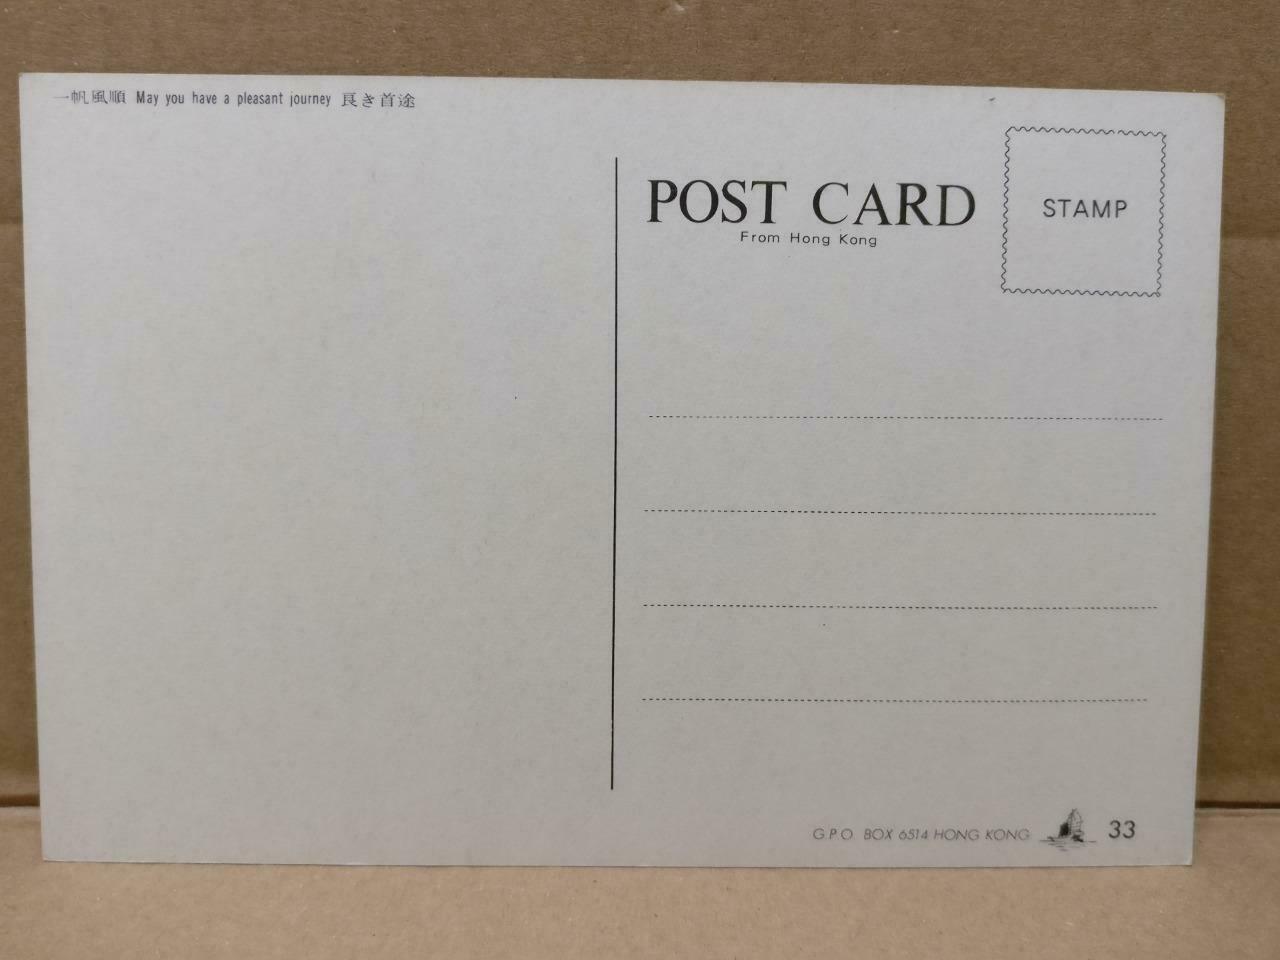 一帆風順 May you have a pleasant journey 良き首途
POST CARD
From Hong Kong
STAMP
G.P.O. BOX 6514 HONG KONG
33